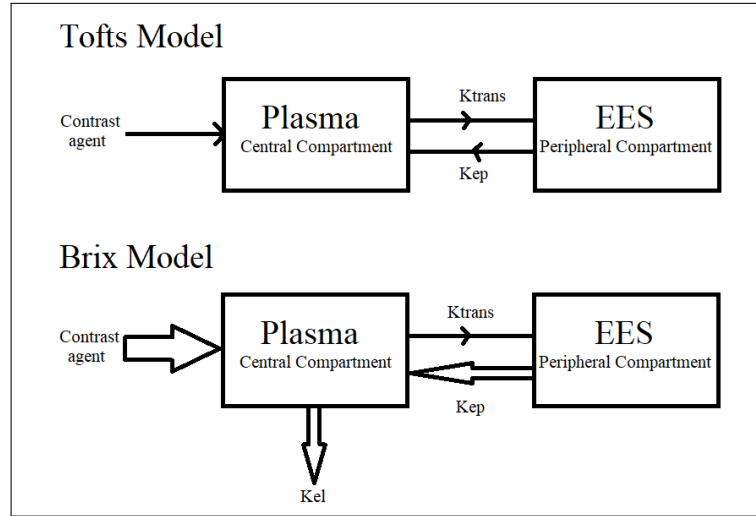 Tofts Model
Contrast
agent
Plasma
Central Compartment
Ktrans
Kep
EES
Peripheral Compartment
Brix Model
Contrast
agent
Plasma
Central Compartment
Ktrans
Kep
EES
Peripheral Compartment
Kel